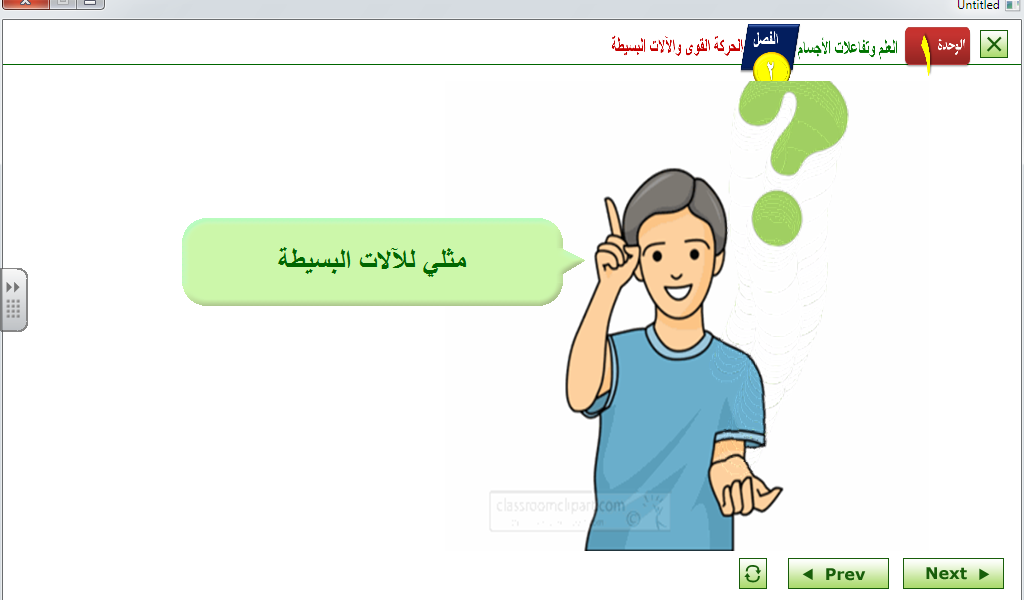 Untitled
الوحدة ١ العلم وتفاعلات الأجسام الفصل ٢ الحركة القوى والآلات البسيطة
مثلي للآلات البسيطة
classroomclipart.com
©
Prev
Next